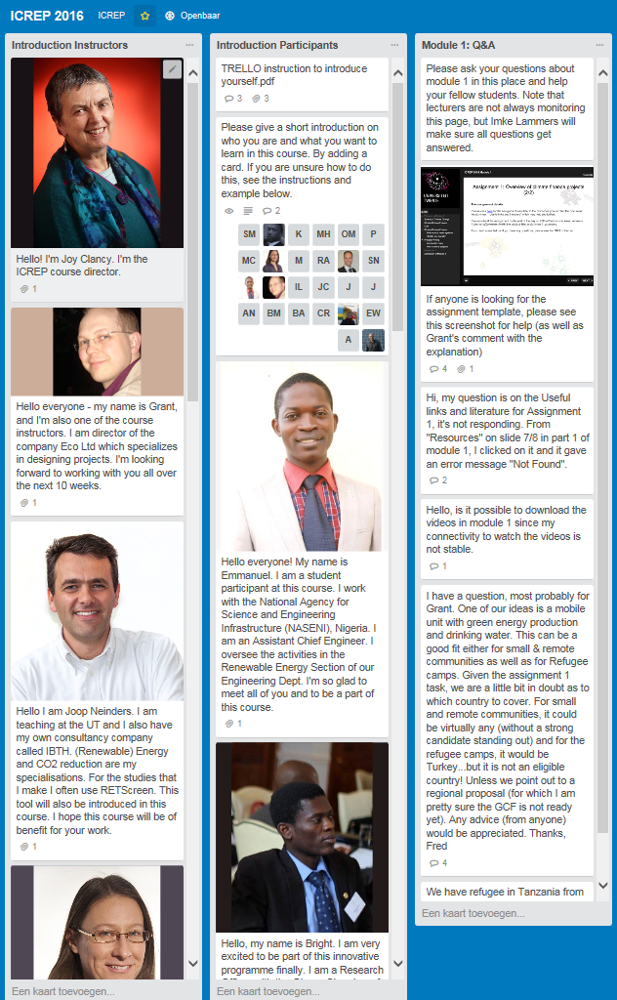 ICREP 2016 ICREP Openbaar
Introduction Instructors
Hello! I'm Joy Clancy. I'm the
ICREP course director.
1
Hello everyone - my name is Grant,
and I'm also one of the course
instructors. I am director of the
company Eco Ltd which specializes
in designing projects. I'm looking
forward to working with you all over
the next 10 weeks.
1
Hello I am Joop Neinders. I am
teaching at the UT and I also have
my own consultancy company
called IBTH. (Renewable) Energy
and CO2 reduction are my
specialisations. For the studies that
I make I often use RETScreen. This
tool will also be introduced in this
course. I hope this course will be of
benefit for your work.
1
Een kaart toevoegen...
Introduction Participants
TRELLO instruction to introduce
yourself.pdf
3 3
Please give a short introduction on
who you are and what you want to
learn in this course. By adding a
card. If you are unsure how to do
this, see the instructions and
example below.
2
SM K MH OM P
MC M RA SN
IL JC J J
AN BM BA CR EW
A
Hello everyone! My name is
Emmanuel. I am a student
participant at this course. I work
with the National Agency for
Science and Engineering
Infrastructure (NASENI), Nigeria. I
am an Assistant Chief Engineer. I
oversee the activities in the
Renewable Energy Section of our
Engineering Dept. I'm so glad to
meet all of you and to be a part of
this course.
1
Hello, my name is Bright. I am very
excited to be part of this innovative
programme finally. I am a Research
Een kaart toevoegen...
Module 1: Q&A
Please ask your questions about
module 1 in this place and help
your fellow students. Note that
lecturers are not always monitoring
this page, but Imke Lammers will
make sure all questions get
answered.
Assignment 1: Overview of climate finance projects
(2/2)
If anyone is looking for the
assignment template, please see
this screenshot for help (as well as
Grant's comment with the
explanation)
4 1
Hi, my question is on the Useful
links and literature for Assignment
1, it's not responding. From
"Resources" on slide 7/8 in part 1 of
module 1, I clicked on it and it gave
an error message "Not Found".
2
Hello, is it possible to download the
videos in module 1 since my
connectivity to watch the videos is
not stable.
1
I have a question, most probably for
Grant. One of our ideas is a mobile
unit with green energy production
and drinking water. This can be a
good fit either for small & remote
communities as well as for Refugee
camps. Given the assignment 1
task, we are a little bit in doubt as to
which country to cover. For small
and remote communities, it could
be virtually any (without a strong
candidate standing out) and for the
refugee camps, it would be
Turkey...but it is not an eligible
country! Unless we point out to a
regional proposal (for which I am
pretty sure the GCF is not ready
yet). Any advice (from anyone)
would be appreciated. Thanks,
Fred
4
We have refugee in Tanzania from
Een kaart toevoegen...